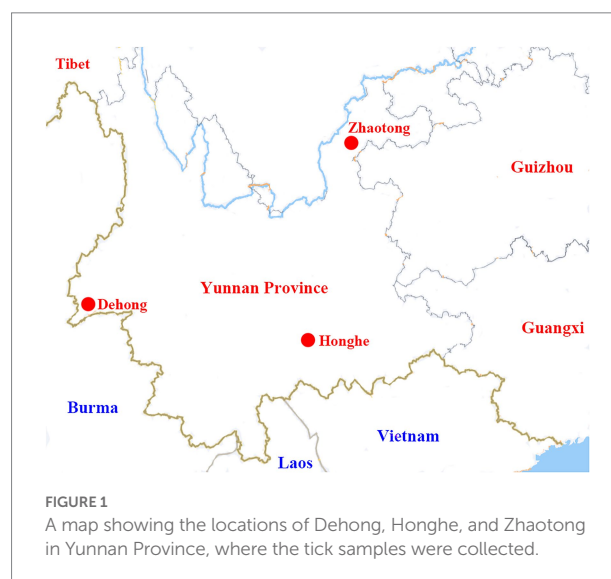 Tibet
Zhaotong
Guizhou
Yunnan Province
Dehong
Guangxi
Honghe
Burma
Vietnam
Laos
FIGURE 1
A map showing the locations of Dehong, Honghe, and Zhaotong
in Yunnan Province, where the tick samples were collected.